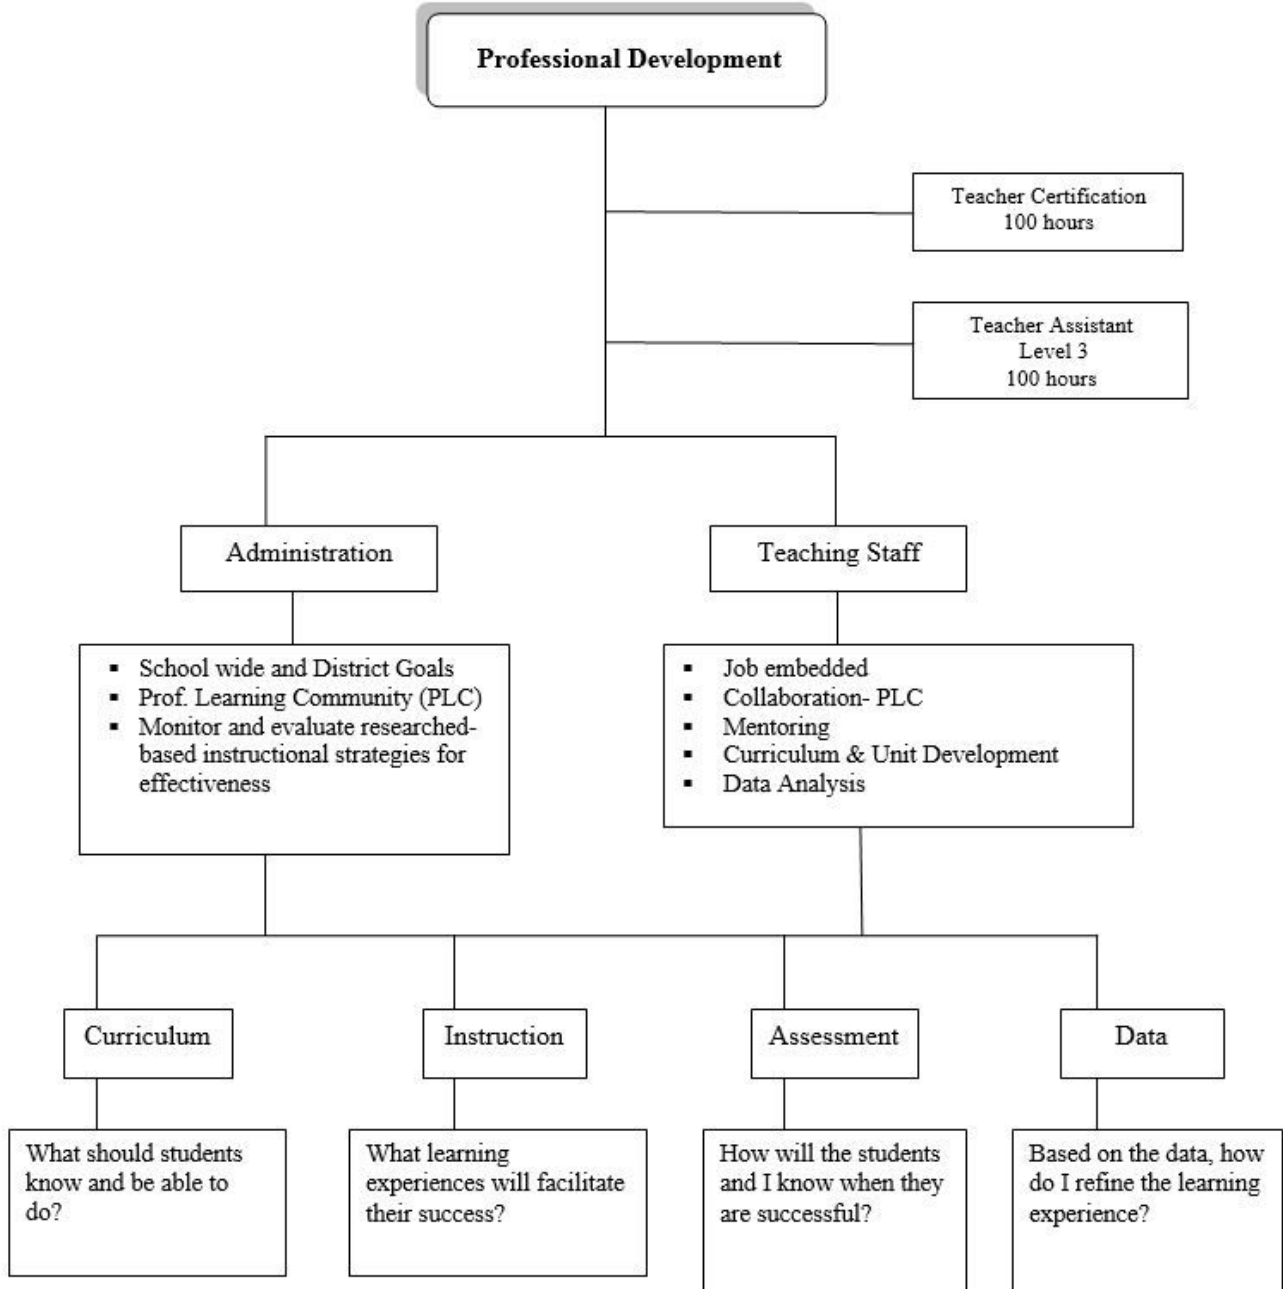 Professional Development
Teacher Certification
100 hours
Teacher Assistant
Level 3
100 hours
Administration
Teaching Staff
▪ School wide and District Goals
▪ Prof. Learning Community (PLC)
▪ Monitor and evaluate researched-
based instructional strategies for
effectiveness
▪ Job embedded
▪ Collaboration- PLC
▪ Mentoring
▪ Curriculum & Unit Development
▪ Data Analysis
Curriculum
Instruction
Assessment
Data
What should students
know and be able to
do?
What learning
experiences will facilitate
their success?
How will the students
and I know when they
are successful?
Based on the data, how
do I refine the learning
experience?